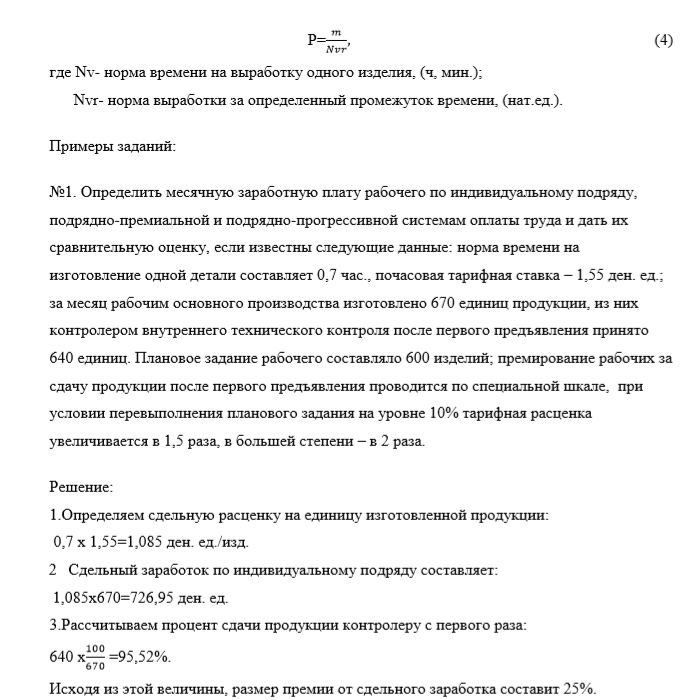 P=m/Nvr, (4)
где Nv- норма времени на выработку одного изделия, (ч, мин.);
Nvr- норма выработки за определенный промежуток времени, (нат.ед.).
Примеры заданий:
№1. Определить месячную заработную плату рабочего по индивидуальному подряду,
подрядно-премиальной и подрядно-прогрессивной системам оплаты труда и дать их
сравнительную оценку, если известны следующие данные: норма времени на
изготовление одной детали составляет 0,7 час., почасовая тарифная ставка – 1,55 ден. ед.;
за месяц рабочим основного производства изготовлено 670 единиц продукции, из них
контролером внутреннего технического контроля после первого предъявления принято
640 единиц. Плановое задание рабочего составляло 600 изделий; премирование рабочих за
сдачу продукции после первого предъявления проводится по специальной шкале, при
условии перевыполнения планового задания на уровне 10% тарифная расценка
увеличивается в 1,5 раза, в большей степени – в 2 раза.
Решение:
1.Определяем сдельную расценку на единицу изготовленной продукции:
0,7 х 1,55=1,085 ден. ед./изд.
2 Сдельный заработок по индивидуальному подряду составляет:
1,085х670=726,95 ден. ед.
3.Рассчитываем процент сдачи продукции контролеру с первого раза:
640 х100/670 =95,52%.
Исходя из этой величины, размер премии от сдельного заработка составит 25%.